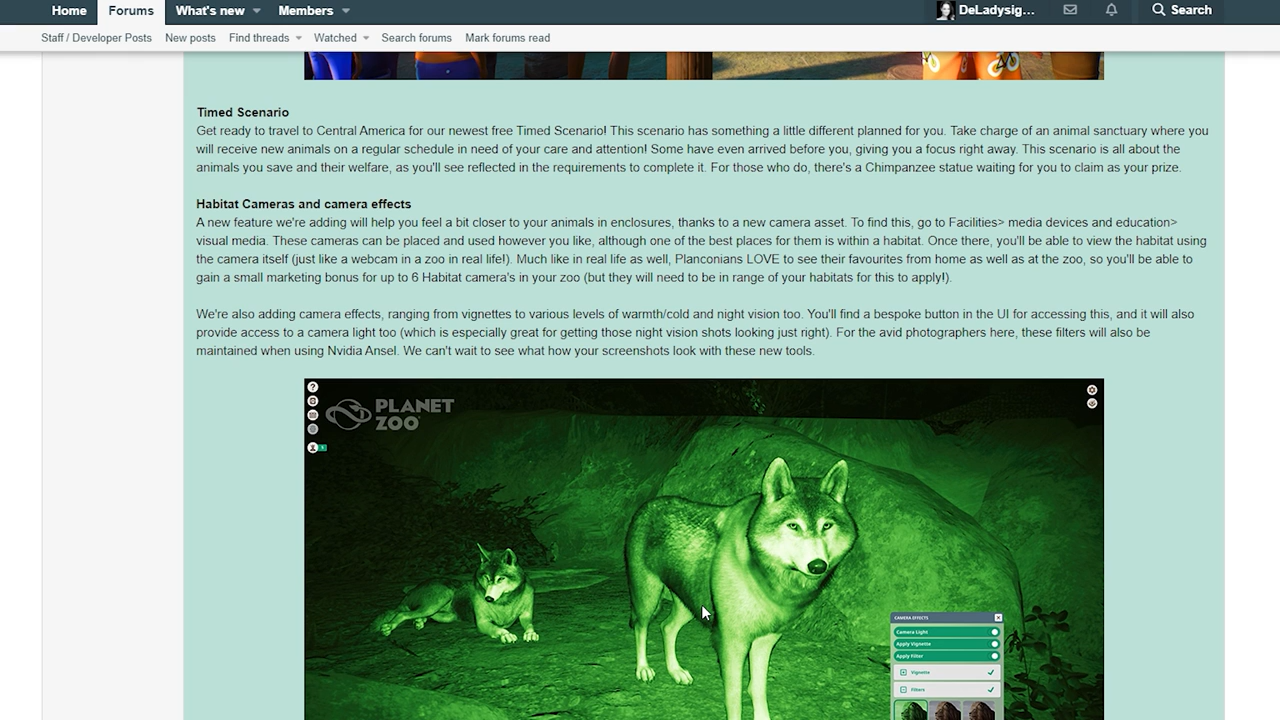 Home Forums What's new Members DeLadysig... Search
Staff / Developer Posts New posts Find threads Watched Search forums Mark forums read
Timed Scenario
Get ready to travel to Central America for our newest free Timed Scenario! This scenario has something a little different planned for you. Take charge of an animal sanctuary where you
will receive new animals on a regular schedule in need of your care and attention! Some have even arrived before you, giving you a focus right away. This scenario is all about the
animals you save and their welfare, as you'll see reflected in the requirements to complete it. For those who do, there's a Chimpanzee statue waiting for you to claim as your prize.
Habitat Cameras and camera effects
A new feature we're adding will help you feel a bit closer to your animals in enclosures, thanks to a new camera asset. To find this, go to Facilities> media devices and education>
visual media. These cameras can be placed and used however you like, although one of the best places for them is within a habitat. Once there, you'll be able to view the habitat using
the camera itself (just like a webcam in a zoo in real life!). Much like in real life as well, Planconians LOVE to see their favourites from home as well as at the zoo, so you'll be able to
gain a small marketing bonus for up to 6 Habitat camera's in your zoo (but they will need to be in range of your habitats for this to apply!).
We're also adding camera effects, ranging from vignettes to various levels of warmth/cold and night vision too. You'll find a bespoke button in the UI for accessing this, and it will also
provide access to a camera light too (which is especially great for getting those night vision shots looking just right). For the avid photographers here, these filters will also be
maintained when using Nvidia Ansel. We can't wait to see what how your screenshots look with these new tools.
PLANET
ZOO
CAMERA EFFECTS
Camera Light
Apply Vignette
Apply Filter
Vignette
Filters